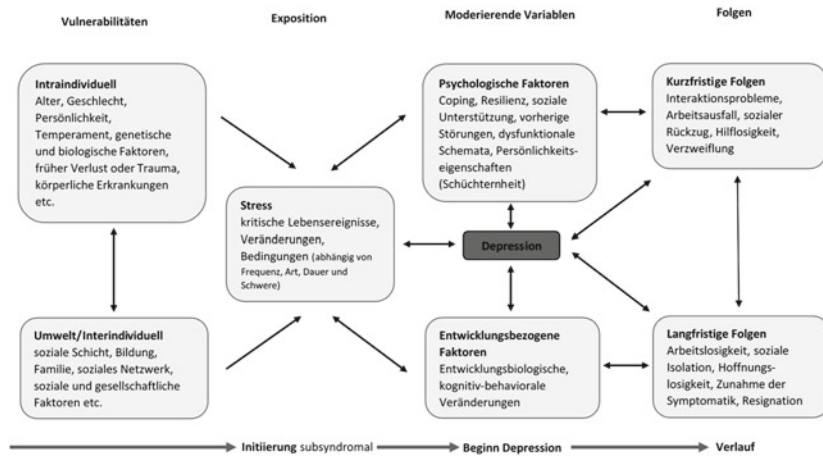 Vulnerabilitäten
Exposition
Moderierende Variablen
Folgen
Intraindividuell
Alter, Geschlecht,
Persönlichkeit,
Temperament, genetische
und biologische Faktoren,
früher Verlust oder Trauma,
körperliche Erkrankungen
etc.
Umwelt/Interindividuell
soziale Schicht, Bildung,
Familie, soziales Netzwerk,
soziale und gesellschaftliche
Faktoren etc.
Stress
kritische Lebensereignisse,
Veränderungen,
Bedingungen (abhängig von
Frequenz, Art, Dauer und
Schwere)
Psychologische Faktoren
Coping, Resilienz, soziale
Unterstützung, vorherige
Störungen, dysfunktionale
Schemata, Persönlichkeits-
eigenschaften
(Schüchternheit)
Depression
Entwicklungsbezogene
Faktoren
Entwicklungsbiologische,
kognitiv-behaviorale
Veränderungen
Kurzfristige Folgen
Interaktionsprobleme,
Arbeitsausfall, sozialer
Rückzug, Hilflosigkeit,
Verzweiflung
Langfristige Folgen
Arbeitslosigkeit, soziale
Isolation, Hoffnungs-
losigkeit, Zunahme der
Symptomatik, Resignation
Initiierung subsyndromal
Beginn Depression
Verlauf